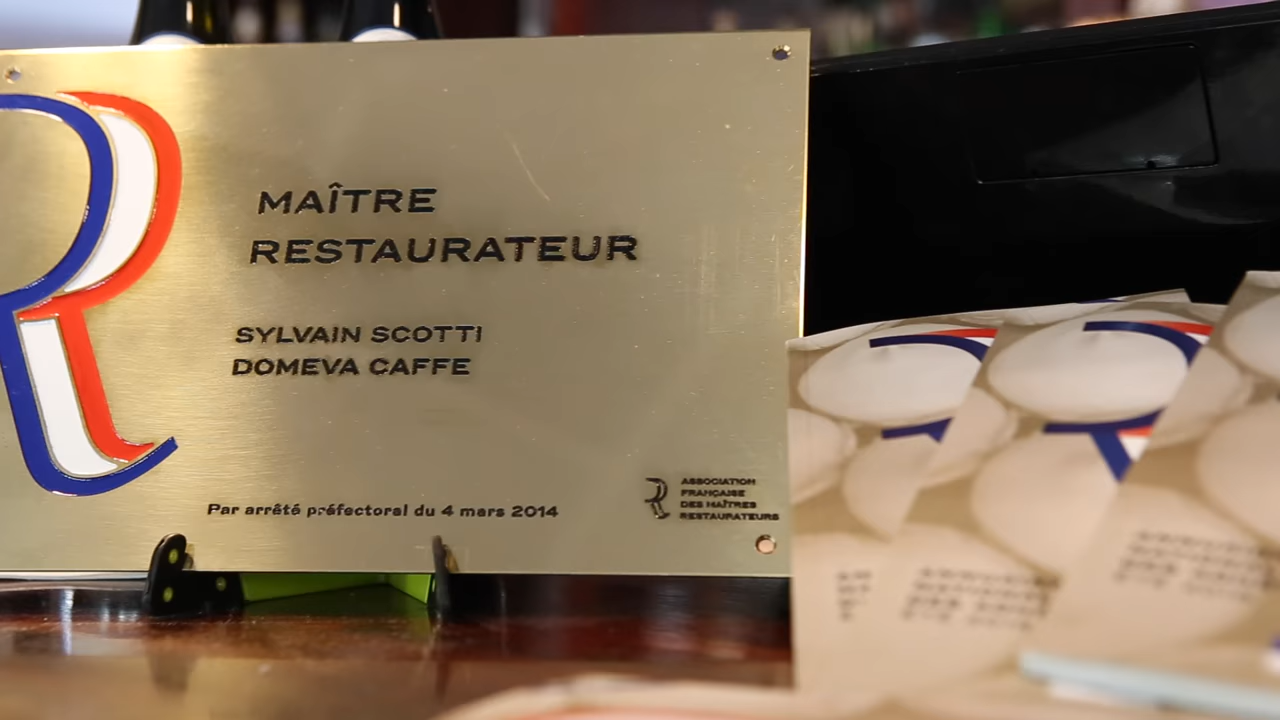 MAÎTRE
RESTAURATEUR
SYLVAIN SCOTTI
DOMEVA CAFFE
Par arrêté préfectoral du 4 mars 2014
ASSOCIATION
FRANÇAISE
DES MAÎTRES
RESTAURATEURS